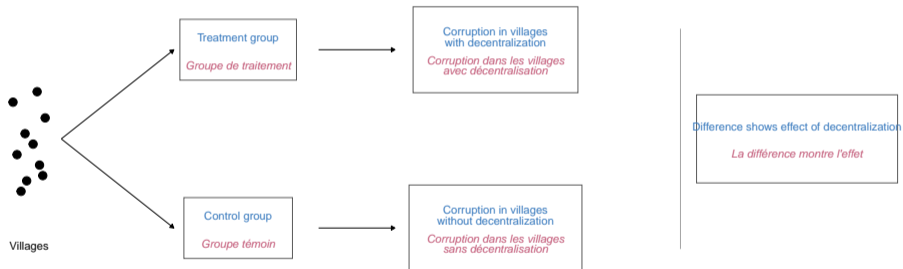 Treatment group
Groupe de traitement
Corruption in villages
with decentralization
Corruption dans les villages
avec décentralisation
Difference shows effect of decentralization
La différence montre l'effet
Control group
Groupe témoin
Corruption in villages
without decentralization
Corruption dans les villages
sans décentralisation
Villages